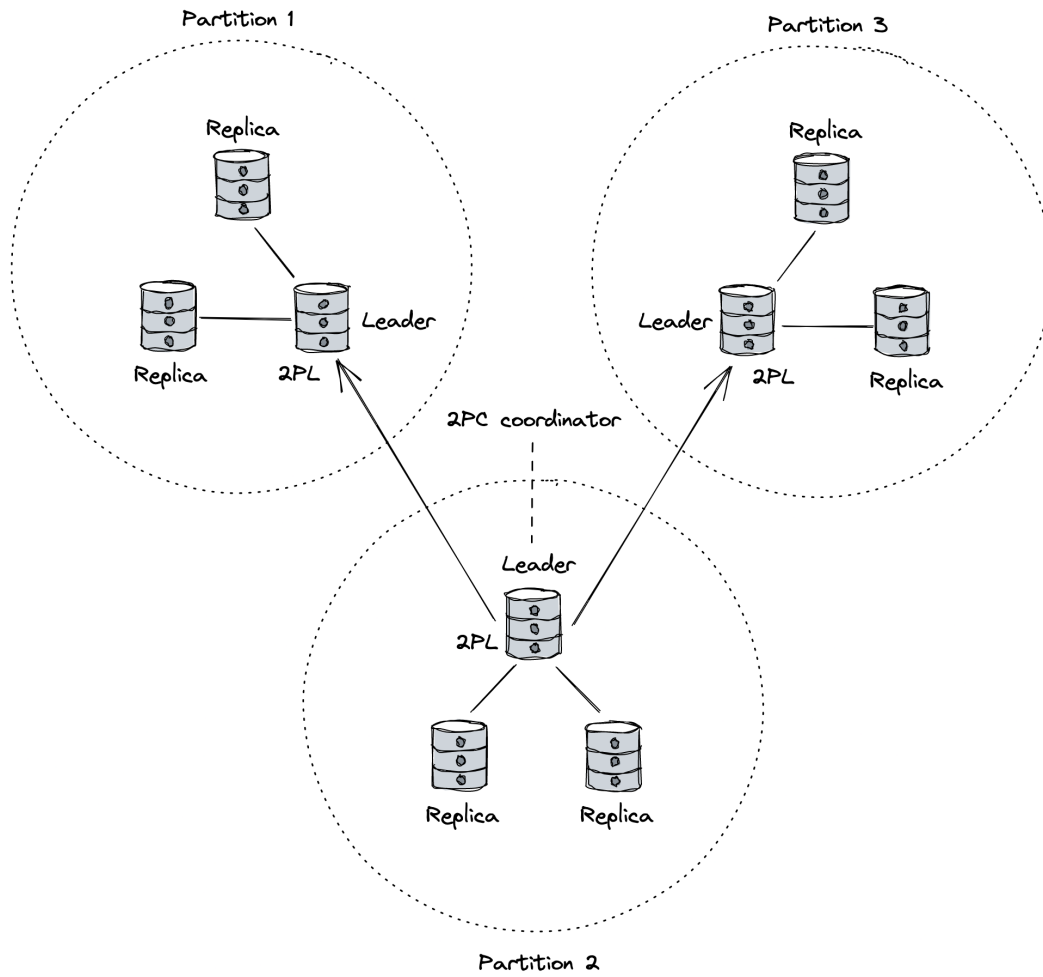 Partition 1
Partition 3
Replica
Replica
Leader
Leader
Replica
2PL
2PL
Replica
2PC coordinator
Leader
2PL
Replica
Replica
Partition 2